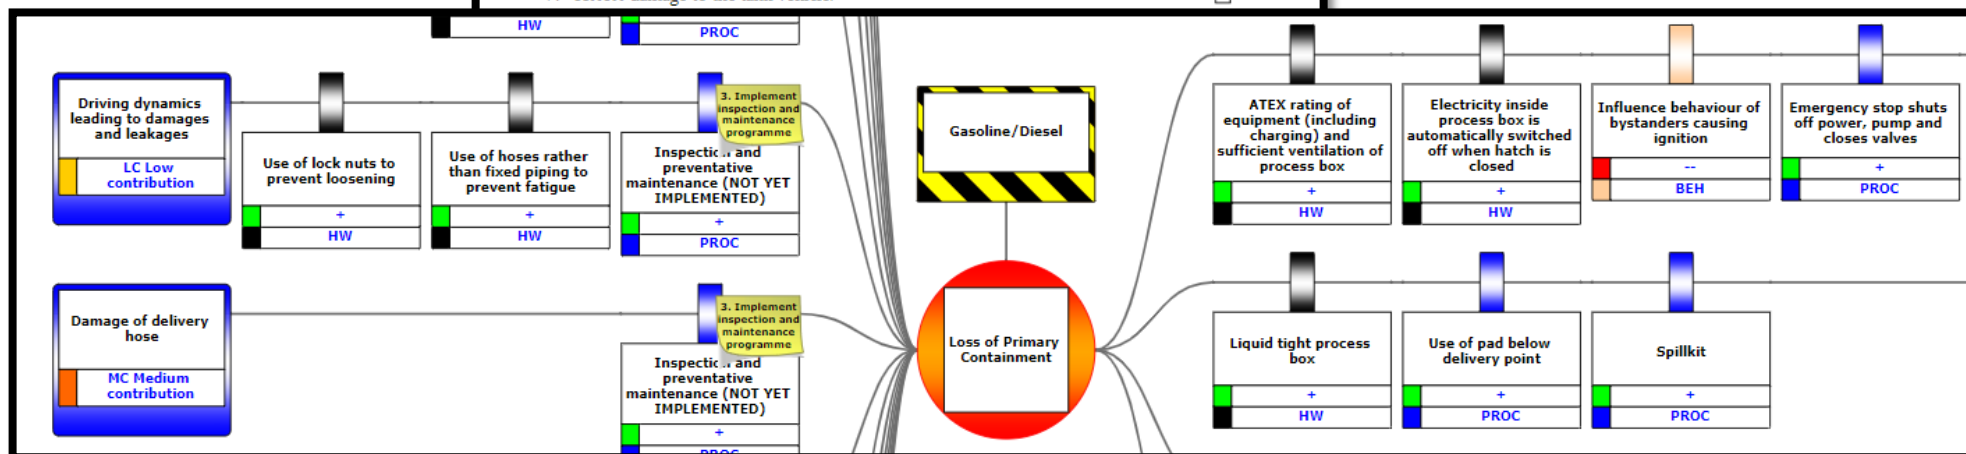 HW
PROC
Driving dynamics
leading to damages
and leakages
LC Low
contribution
Use of lock nuts to
prevent loosening
+
HW
Use of hoses rather
than fixed piping to
prevent fatigue
+
HW
3. Implement
inspection and
maintenance
programme
Inspection and
preventative
maintenance (NOT YET
IMPLEMENTED)
+
PROC
Damage of delivery
hose
MC Medium
contribution
3. Implement
inspection and
maintenance
programme
Inspection and
preventative
maintenance (NOT YET
IMPLEMENTED)
+
PROC
Gasoline/Diesel
Loss of Primary
Containment
ATEX rating of
equipment (including
charging) and
sufficient ventilation of
process box
+
HW
Electricity inside
process box is
automatically switched
off when hatch is
closed
+
HW
Influence behaviour of
bystanders causing
ignition
--
BEH
Emergency stop shuts
off power, pump and
closes valves
+
PROC
Liquid tight process
box
+
HW
Use of pad below
delivery point
+
PROC
Spillkit
+
PROC